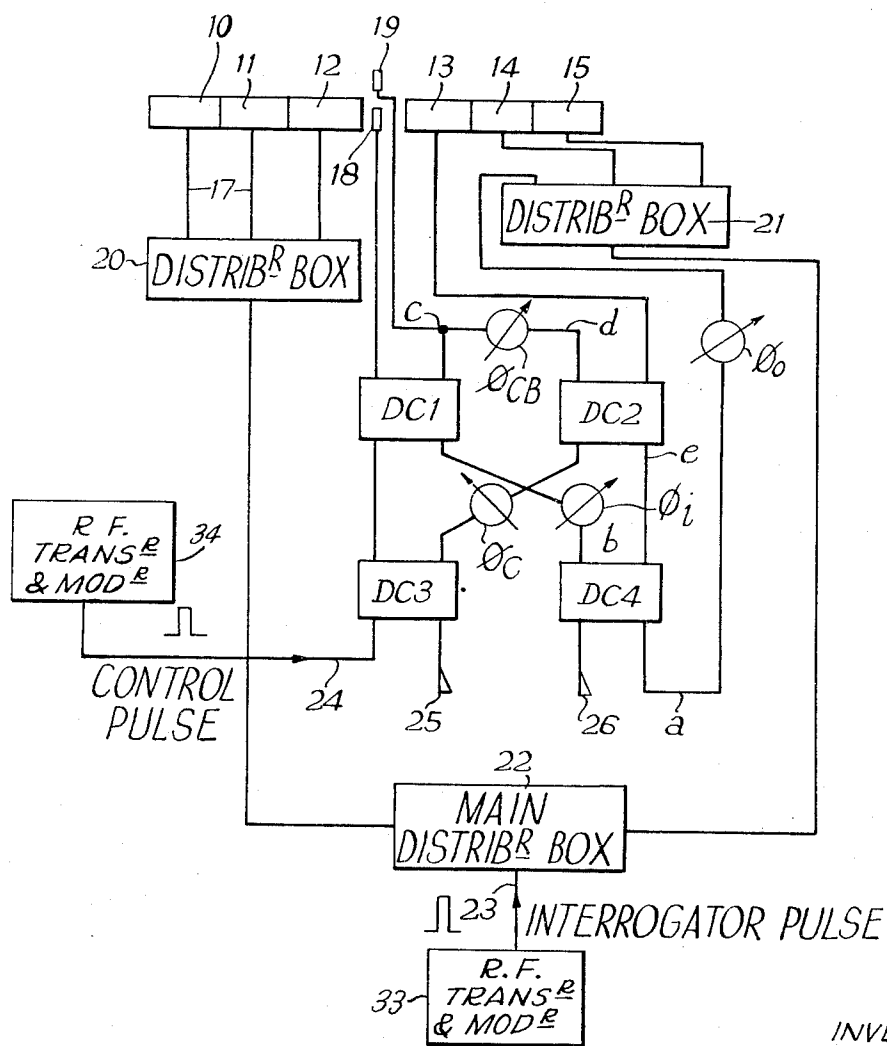 10
11
12
19
13
14
15
18
17
20
DISTRIBᴿ BOX
DISTRIBᴿ BOX
21
c
d
ØCB
Øo
DC1
DC2
e
R F.
TRANSᴿ
& MODᴿ
34
ØC
Øi
b
DC3
DC4
CONTROL
PULSE
24
25
26
a
22
MAIN
DISTRIBᴿ BOX
23
INTERROGATOR PULSE
33
R.F.
TRANSᴿ
& MODᴿ